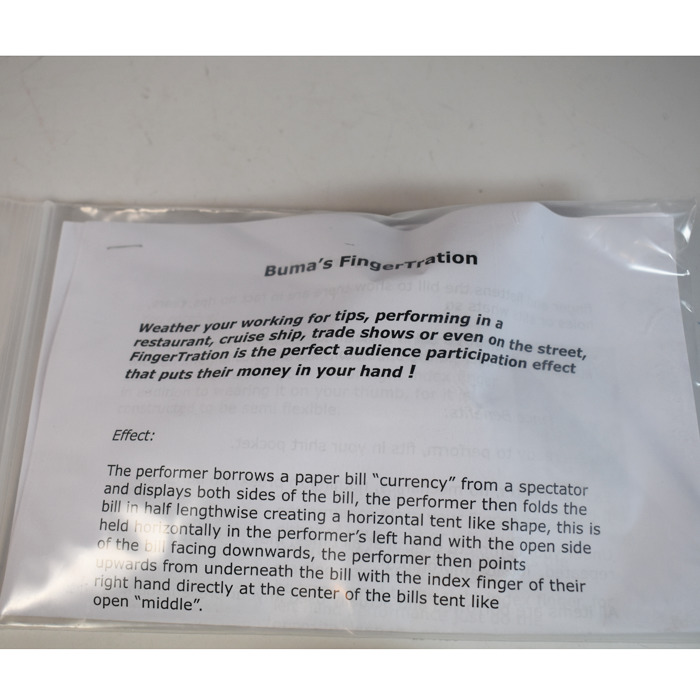 Buma's FingerTration
Weather your working for tips, performing in a
restaurant, cruise ship, trade shows or even on the street,
FingerTration is the perfect audience participation effect
that puts their money in your hand !
Effect:
The performer borrows a paper bill “currency” from a spectator
and displays both sides of the bill, the performer then folds the
bill in half lengthwise creating a horizontal tent like shape, this is
held horizontally in the performer's left hand with the open side
of the bill facing downwards, the performer then points
upwards from underneath the bill with the index finger of their
right hand directly at the center of the bills tent like
open “middle”.